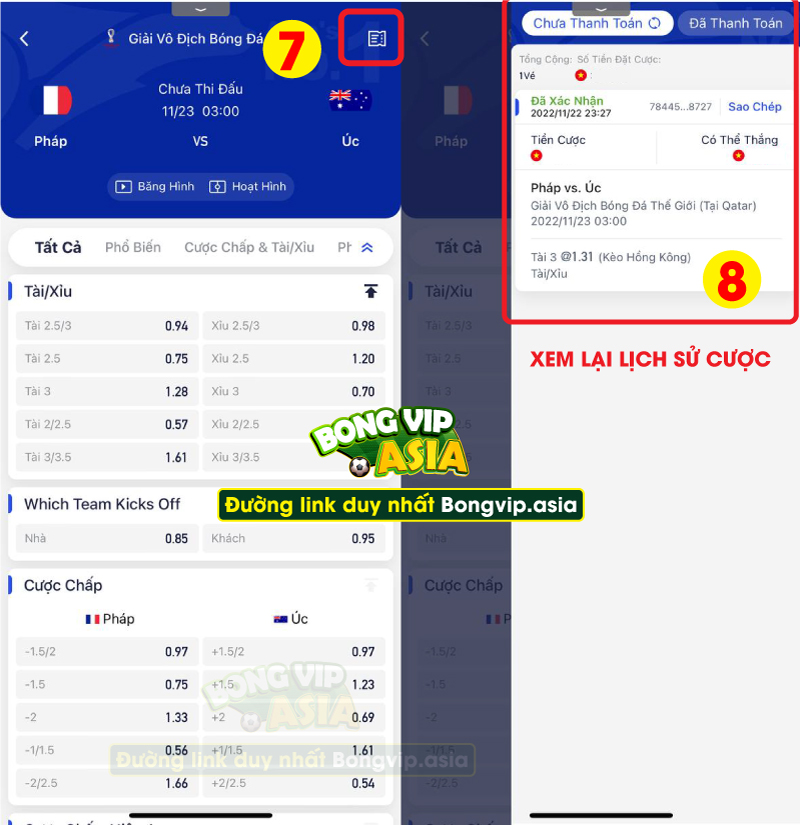 Giải Vô Địch Bóng Đá
7
Chưa Thi Đấu
11/23 03:00
Pháp
VS
Úc
Băng Hình
Hoạt Hình
Tất Cả
Phổ Biến
Cược Chấp & Tài/Xỉu
Tài/Xỉu
Tài 2.5/3 0.94 Xỉu 2.5/3 0.98
Tài 2.5 0.75 Xỉu 2.5 1.20
Tài 3 1.28 Xỉu 3 0.70
Tài 2/2.5 0.57 Xỉu 2/2.5
Tài 3/3.5 1.61 Xỉu 3/3.5
Which Team Kicks Off
Nhà 0.85 Khách 0.95
Cược Chấp
Pháp Úc
-1.5/2 0.97 +1.5/2 0.97
-1.5 0.75 +1.5 1.23
-2 1.33 +2 0.69
-1/1.5 0.56 +1/1.5 1.61
-2/2.5 1.66 +2/2.5 0.54
BONG VIP
ASIA
Đường link duy nhất Bongvip.asia
BONG VIP
ASIA
Đường link duy nhất Bongvip.asia
Pháp
Tất Cả
Tài/Xỉu
Tài 2.5/3
Tài 2.5
Tài 3
Nhà
Cược Chấp
-1.5/2
-1.5
-2
-1/1.5
-2/2.5
Chưa Thanh Toán
Đã Thanh Toán
Tổng Cộng: Số Tiền Đặt Cược:
1Vé
Đã Xác Nhận
2022/11/22 23:27
78445...8727
Sao Chép
Tiền Cược
Có Thể Thắng
Pháp vs. Úc
Giải Vô Địch Bóng Đá Thế Giới (Tại Qatar)
2022/11/23 03:00
Tài 3 @1.31 (Kèo Hồng Kông)
Tài/Xỉu
8
XEM LẠI LỊCH SỬ CƯỢC